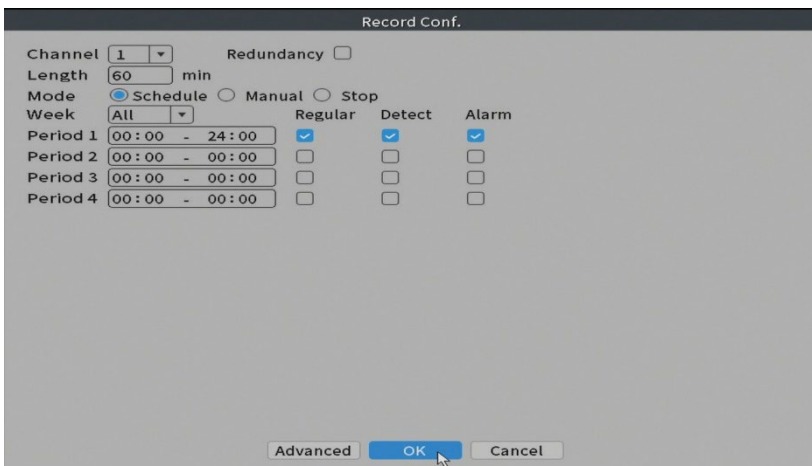 Record Conf.
Channel 1 Redundancy
Length 60 min
Mode Schedule Manual Stop
Week All Regular Detect Alarm
Period 1 00:00 - 24:00
Period 2 00:00 - 00:00
Period 3 00:00 - 00:00
Period 4 00:00 - 00:00
Advanced OK Cancel